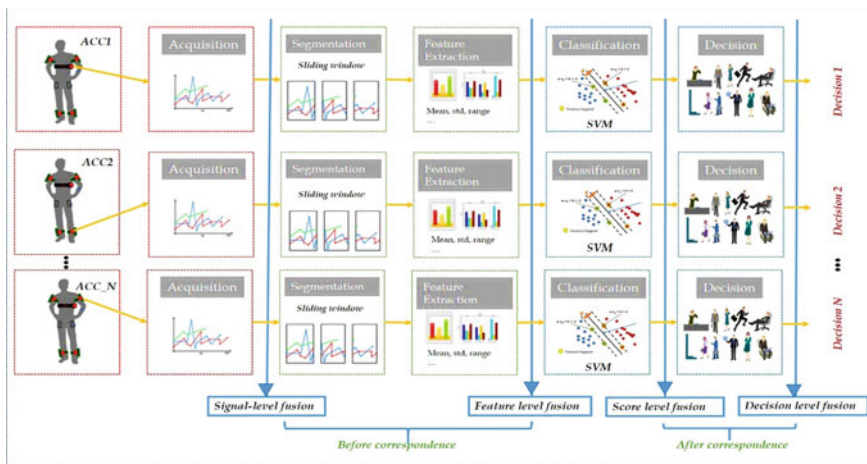 ACC1
Acquisition
Segmentation
Sliding window
Feature
Extraction
Mean, std, range
....
Classification
SVM
Decision
Decision 1
ACC2
Acquisition
Segmentation
Sliding window
Feature
Extraction
Mean, std, range
....
Classification
SVM
Decision
Decision 2
ACC_N
Acquisition
Segmentation
Sliding window
Feature
Extraction
Mean, std, range
....
Classification
SVM
Decision
Decision N
Signal-level fusion
Feature level fusion
Score level fusion
Decision level fusion
Before correspondence
After correspondence